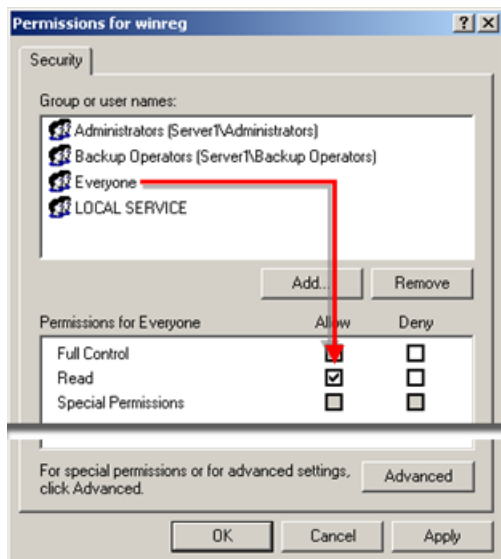 Permissions for winreg
Security
Group or user names:
Administrators (Server1\Administrators)
Backup Operators (Server1\Backup Operators)
Everyone
LOCAL SERVICE
Add... Remove
Permissions for Everyone Allow Deny
Full Control
Read
Special Permissions
For special permissions or for advanced settings,
click Advanced.
Advanced
OK Cancel Apply